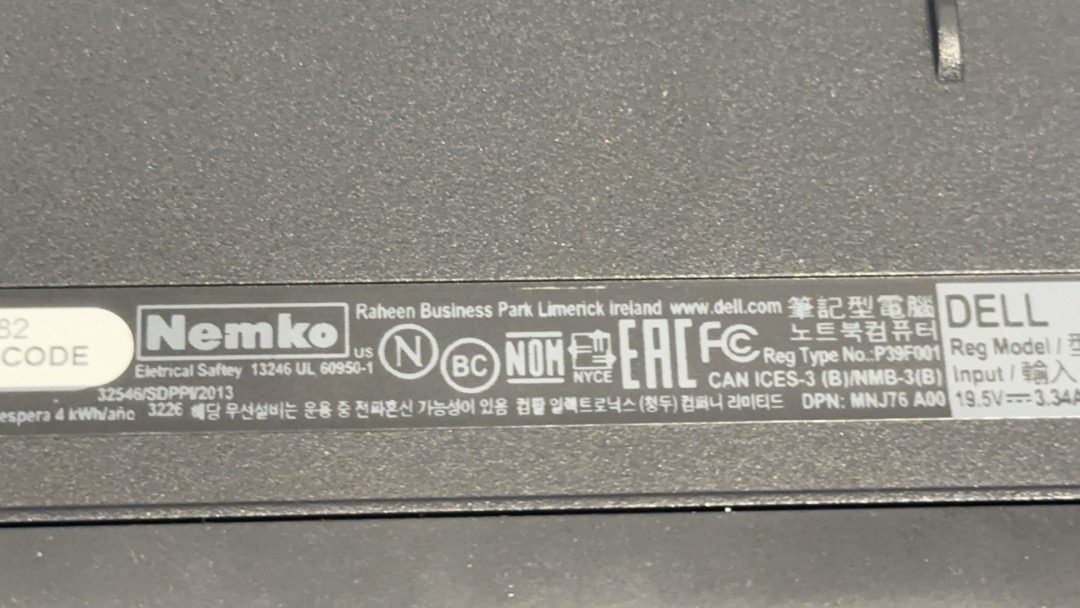 82
CODE
Nemko
us
Eletrical Saftey 13246 UL 60950-1
32546/SDPPI/2013
espera 4 kWh/año
Raheen Business Park Limerick Ireland www.dell.com 筆記型電腦
노트북컴퓨터
N
BC
NOM
NYCE
EAC
FC
Reg Type No.:P39F001
CAN ICES-3 (B)/NMB-3(B)
3226 해당 무선설비는 운용 중 전파혼신 가능성이 있음 컴팔 일렉트로닉스 (청두) 컴퍼니 리미티드 DPN: MNJ76 A00
DELL
Reg Model / 型
Input / 輸入
19.5V⎓3.34A